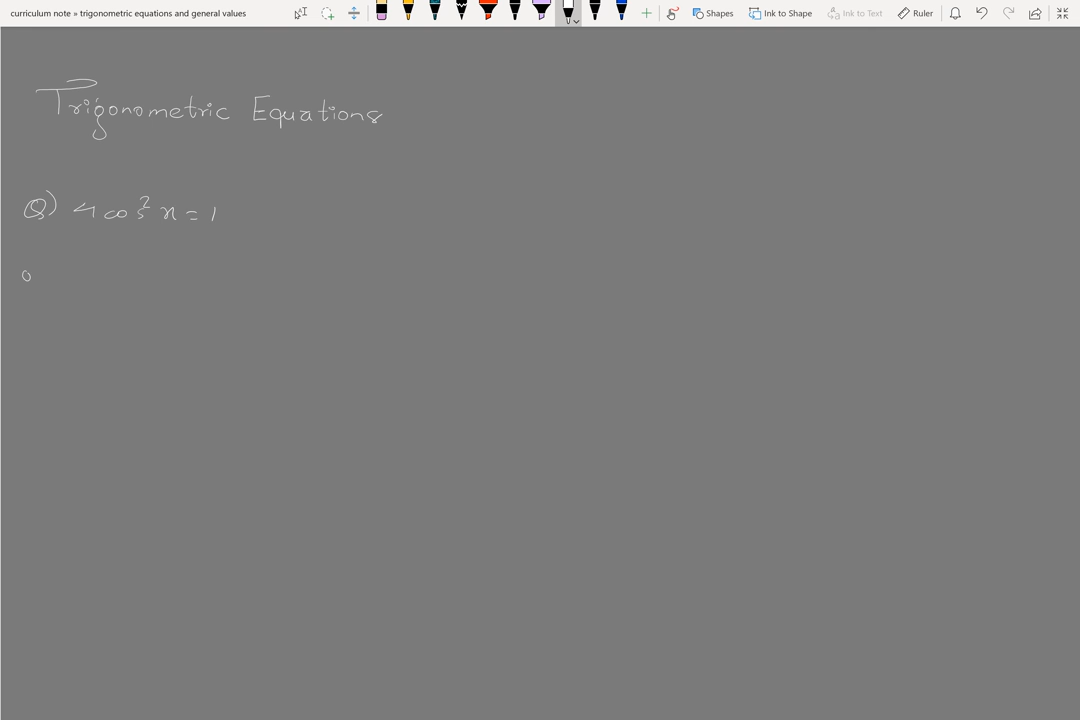 curriculum note » trigonometric equations and general values
Shapes
Ink to Shape
Ink to Text
Ruler
Trigonometric Equations
Q) 4 cos² x = 1